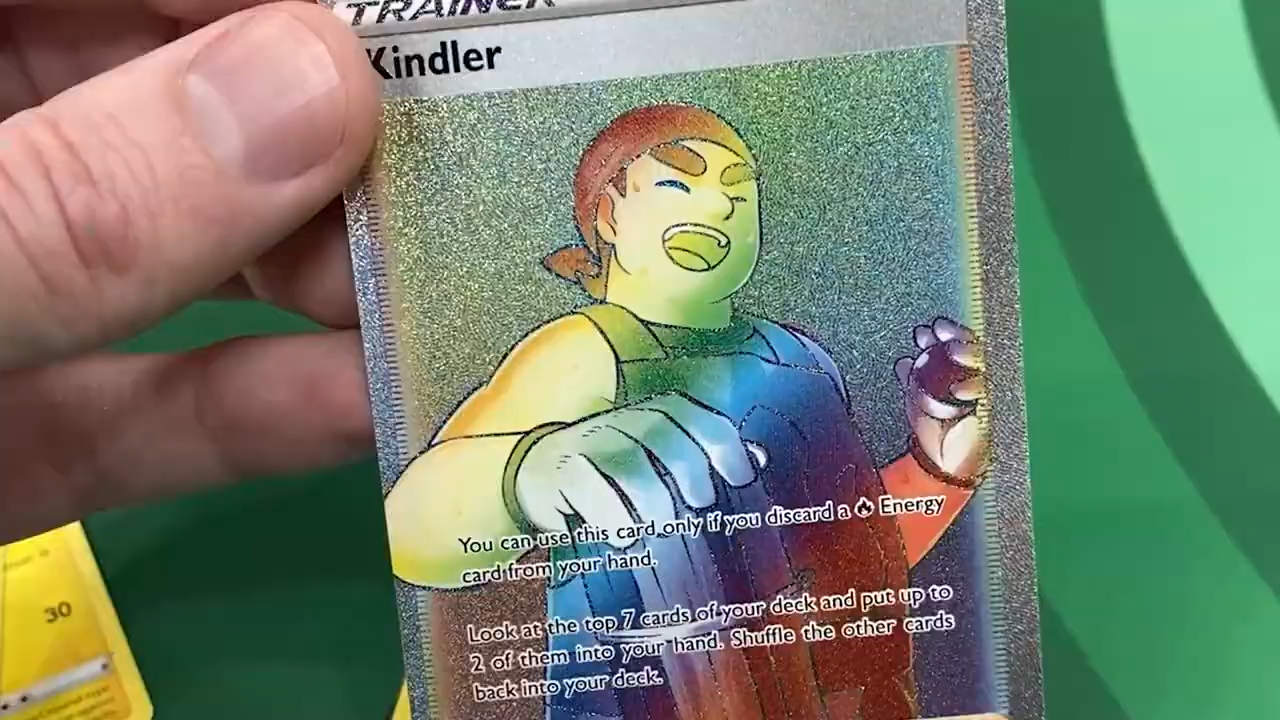 TRAINER
Kindler
You can use this card only if you discard a Energy
card from your hand.
Look at the top 7 cards of your deck and put up to
2 of them into your hand. Shuffle the other cards
back into your deck.
30